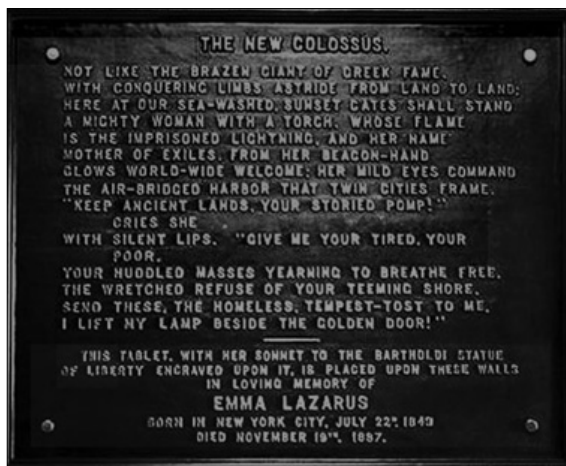 THE NEW COLOSSUS.
NOT LIKE THE BRAZEN GIANT OF GREEK FAME,
WITH CONQUERING LIMBS ASTRIDE FROM LAND TO LAND;
HERE AT OUR SEA-WASHED, SUNSET GATES SHALL STAND
A MIGHTY WOMAN WITH A TORCH, WHOSE FLAME
IS THE IMPRISONED LIGHTNING, AND HER NAME
MOTHER OF EXILES. FROM HER BEACON-HAND
GLOWS WORLD-WIDE WELCOME; HER MILD EYES COMMAND
THE AIR-BRIDGED HARBOR THAT TWIN CITIES FRAME.
"KEEP ANCIENT LANDS, YOUR STORIED POMP!"
CRIES SHE
WITH SILENT LIPS. "GIVE ME YOUR TIRED, YOUR
POOR,
YOUR HUDDLED MASSES YEARNING TO BREATHE FREE,
THE WRETCHED REFUSE OF YOUR TEEMING SHORE.
SEND THESE, THE HOMELESS, TEMPEST-TOST TO ME,
I LIFT MY LAMP BESIDE THE GOLDEN DOOR!"
THIS TABLET, WITH HER SONNET TO THE BARTHOLDI STATUE
OF LIBERTY ENGRAVED UPON IT, IS PLACED UPON THESE WALLS
IN LOVING MEMORY OF
EMMA LAZARUS
BORN IN NEW YORK CITY, JULY 22ND, 1849
DIED NOVEMBER 19TH, 1887.